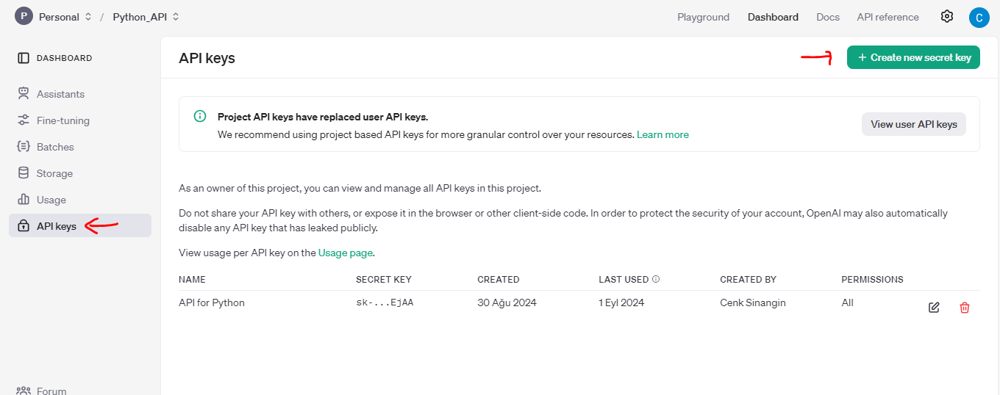 P Personal / Python_API
Playground Dashboard Docs API reference C
DASHBOARD
Assistants
Fine-tuning
Batches
Storage
Usage
API keys
Forum
API keys
+ Create new secret key
Project API keys have replaced user API keys.
We recommend using project based API keys for more granular control over your resources. Learn more
View user API keys
As an owner of this project, you can view and manage all API keys in this project.
Do not share your API key with others, or expose it in the browser or other client-side code. In order to protect the security of your account, OpenAI may also automatically
disable any API key that has leaked publicly.
View usage per API key on the Usage page.
NAME SECRET KEY CREATED LAST USED CREATED BY PERMISSIONS
API for Python sk-...EjAA 30 Ağu 2024 1 Eyl 2024 Cenk Sinangin All